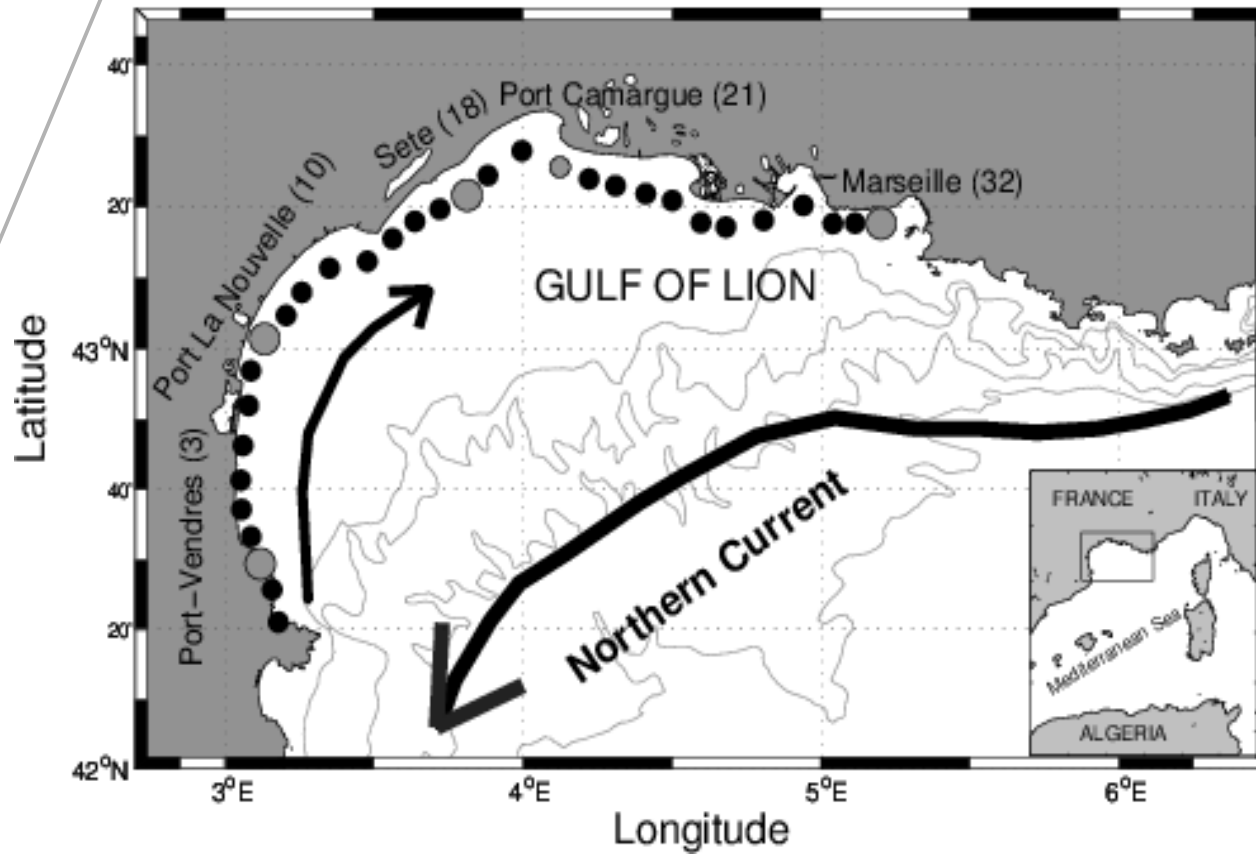 40'
20'
43°N
40'
20'
42°N
Latitude
3°E
4°E
5°E
6°E
Longitude
Port-Vendres (3)
Port La Nouvelle (10)
Sete (18)
Port Camargue (21)
Marseille (32)
GULF OF LION
Northern Current
FRANCE
ITALY
Mediterranean Sea
ALGERIA